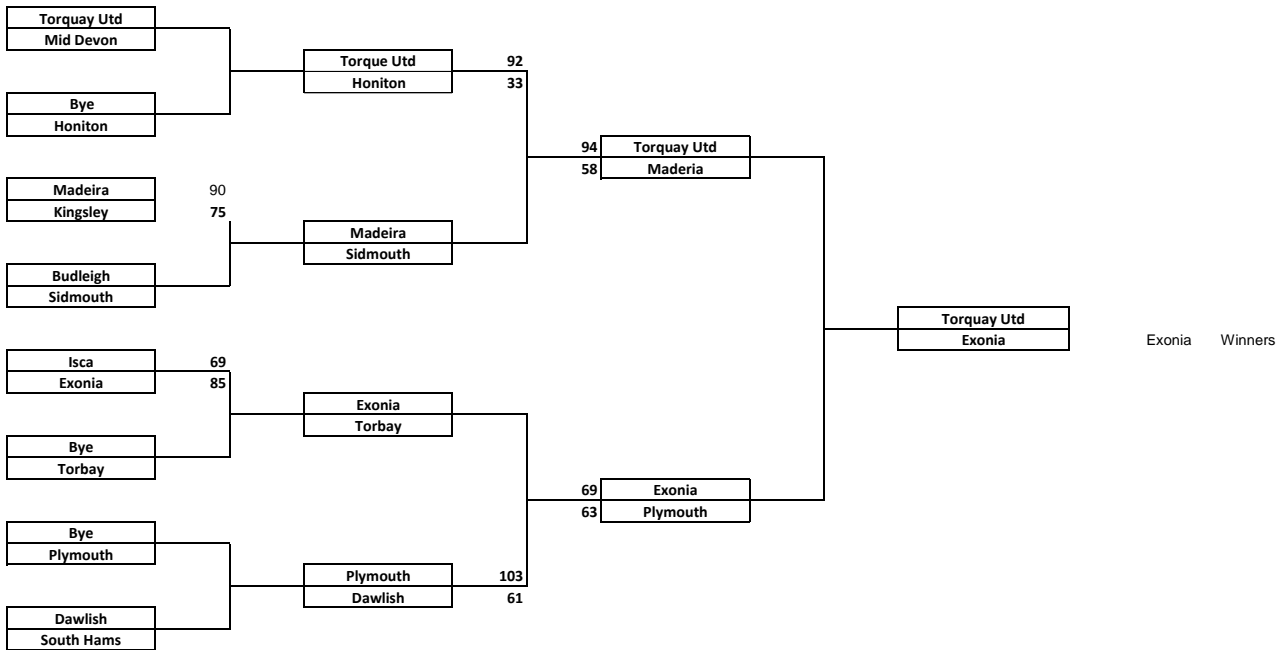 Torquay Utd
Mid Devon
Torque Utd 92
Honiton 33
Bye
Honiton
94 Torquay Utd
58 Maderia
Madeira 90
Kingsley 75
Madeira
Sidmouth
Budleigh
Sidmouth
Torquay Utd
Exonia Exonia Winners
Isca 69
Exonia 85
Exonia
Torbay
Bye
Torbay
69 Exonia
63 Plymouth
Bye
Plymouth
Plymouth 103
Dawlish 61
Dawlish
South Hams